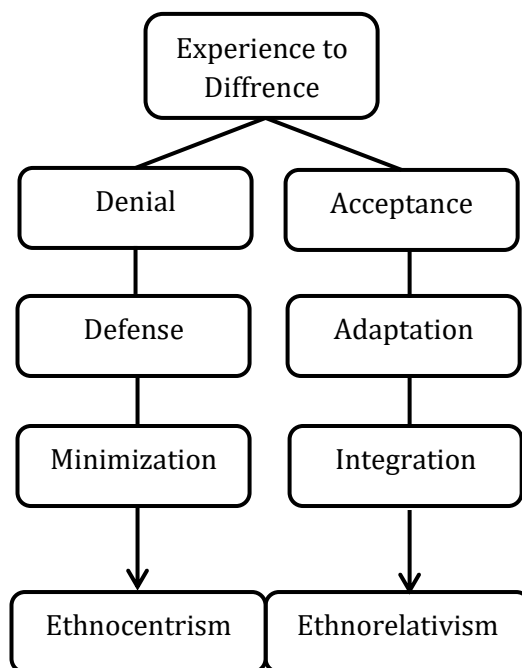 Experience to
Diffrence
Denial
Acceptance
Defense
Adaptation
Minimization
Integration
Ethnocentrism
Ethnorelativism